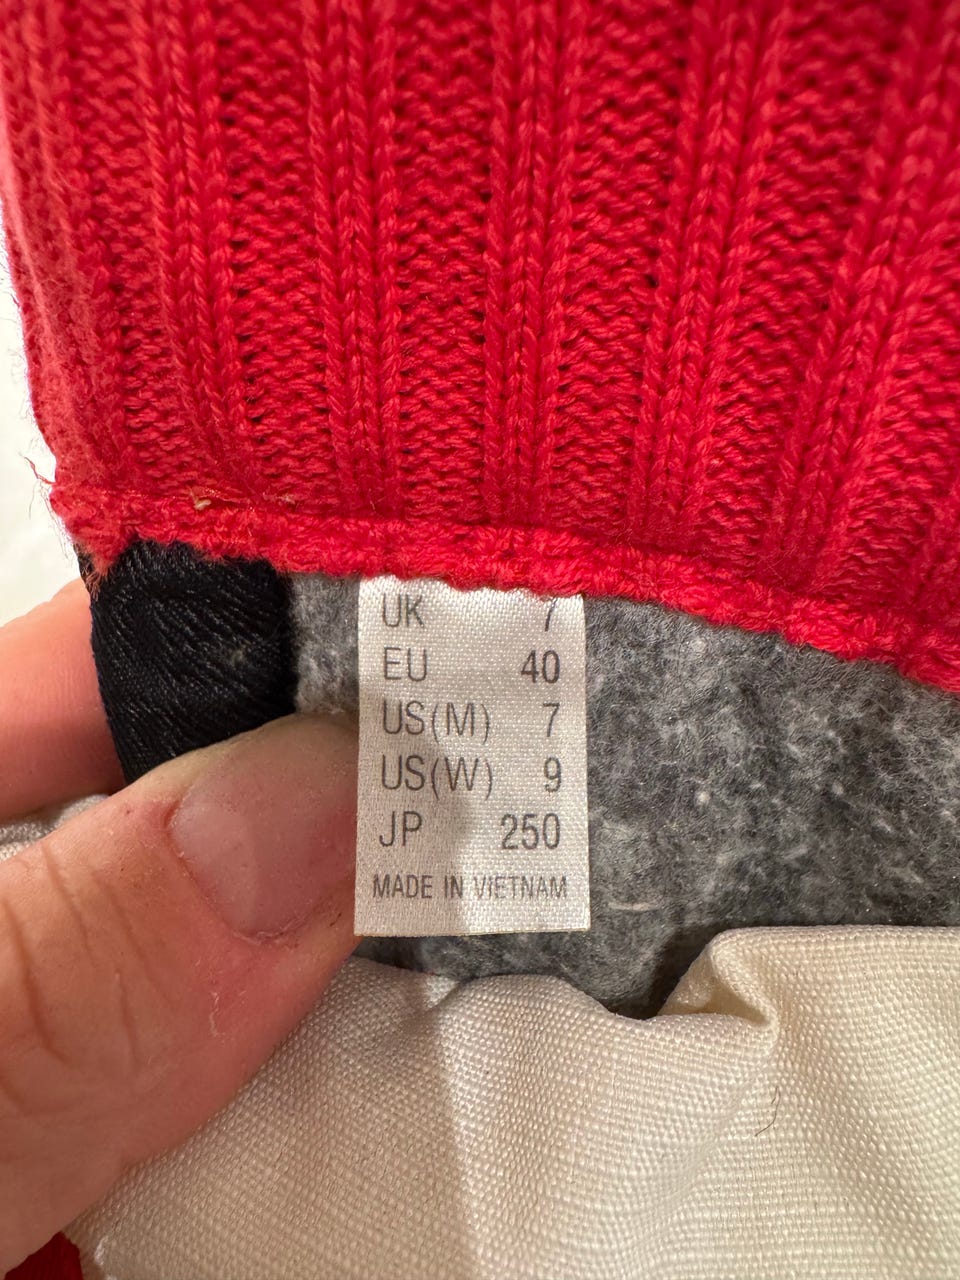 UK 7
EU 40
US(M) 7
US(W) 9
JP 250
MADE IN VIETNAM